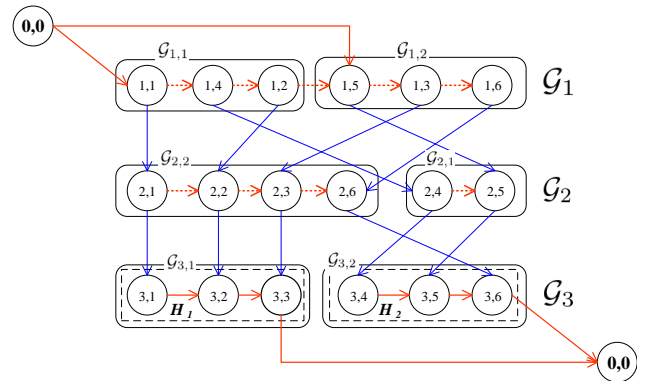 0,0
𝒢1,1 𝒢1,2
1,1 1,4 1,2 1,5 1,3 1,6 𝒢1
𝒢2,2 𝒢2,1
2,1 2,2 2,3 2,6 2,4 2,5 𝒢2
𝒢3,1 𝒢3,2
3,1 3,2 3,3 3,4 3,5 3,6 𝒢3
H1 H2
0,0